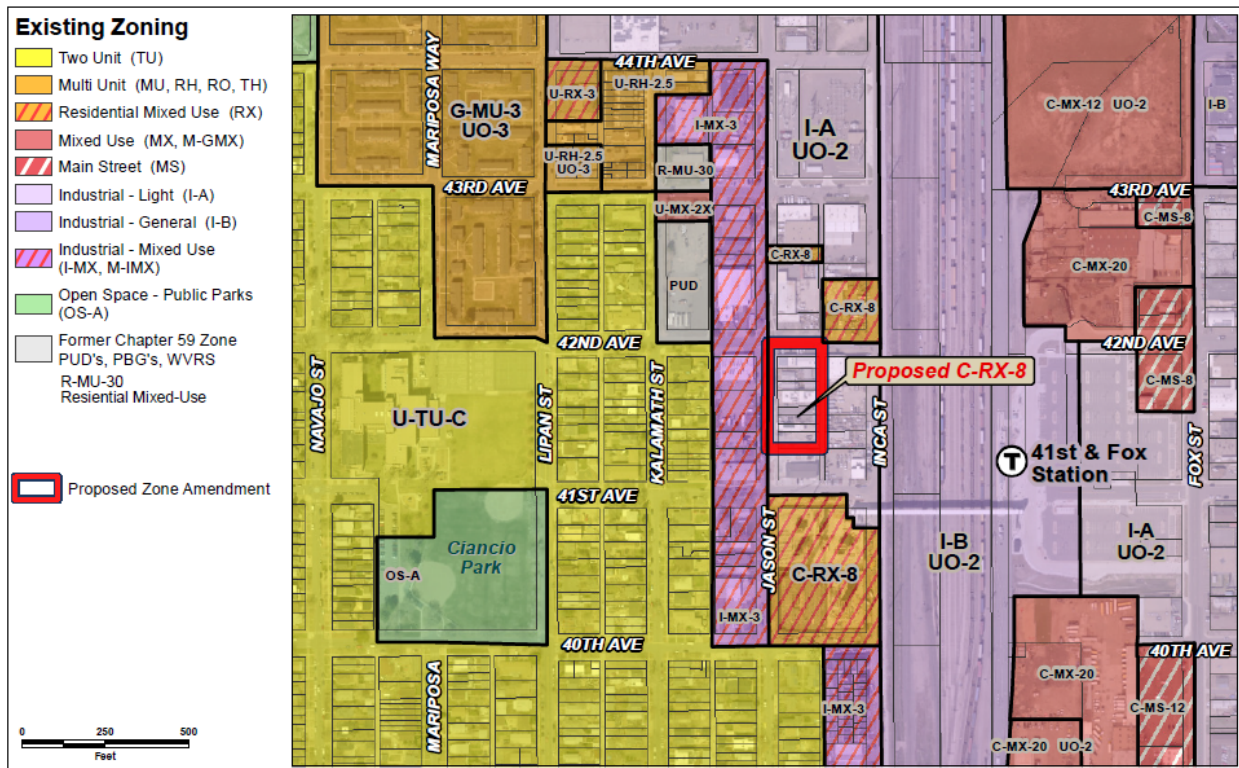 Existing Zoning
Two Unit (TU)
Multi Unit (MU, RH, RO, TH)
Residential Mixed Use (RX)
Mixed Use (MX, M-GMX)
Main Street (MS)
Industrial - Light (I-A)
Industrial - General (I-B)
Industrial - Mixed Use
(I-MX, M-IMX)
Open Space - Public Parks
(OS-A)
Former Chapter 59 Zone
PUD's, PBG's, WVRS
R-MU-30
Resiential Mixed-Use
Proposed Zone Amendment
0 250 500
Feet
MARIPOSA WAY
44TH AVE
U-RX-3
U-RH-2.5
G-MU-3
UO-3
I-MX-3
I-A
UO-2
C-MX-12 UO-2
I-B
U-RH-2.5
UO-3
R-MU-30
43RD AVE
43RD AVE
U-MX-2X
C-MS-8
C-RX-8
C-MX-20
PUD
C-RX-8
42ND AVE
42ND AVE
Proposed C-RX-8
C-MS-8
NAVAJO ST
U-TU-C
LIPAN ST
KALAMATH ST
INCA ST
T
41st & Fox
Station
FOX ST
41ST AVE
JASON ST
Ciancio
Park
OS-A
I-B
UO-2
I-A
UO-2
C-RX-8
I-MX-3
40TH AVE
40TH AVE
MARIPOSA
C-MX-20
I-MX-3
C-MS-12
C-MX-20 UO-2